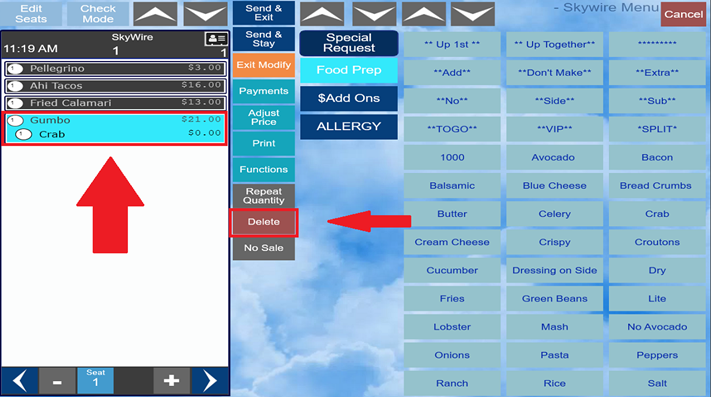 Edit Seats
Check Mode
Send & Exit
- Skywire Menu
Cancel
SkyWire
11:19 AM 1 1
1 Pellegrino $3.00
1 Ahi Tacos $16.00
1 Fried Calamari $13.00
1 Gumbo $21.00
1 Crab $0.00
Seat
- 1 +
Send & Stay
Exit Modify
Payments
Adjust Price
Print
Functions
Repeat Quantity
Delete
No Sale
Special Request
Food Prep
$Add Ons
ALLERGY
** Up 1st ** ** Up Together** *********
**Add** **Don't Make** **Extra**
**No** **Side** **Sub**
**TOGO** **VIP** *SPLIT*
1000 Avocado Bacon
Balsamic Blue Cheese Bread Crumbs
Butter Celery Crab
Cream Cheese Crispy Croutons
Cucumber Dressing on Side Dry
Fries Green Beans Lite
Lobster Mash No Avocado
Onions Pasta Peppers
Ranch Rice Salt